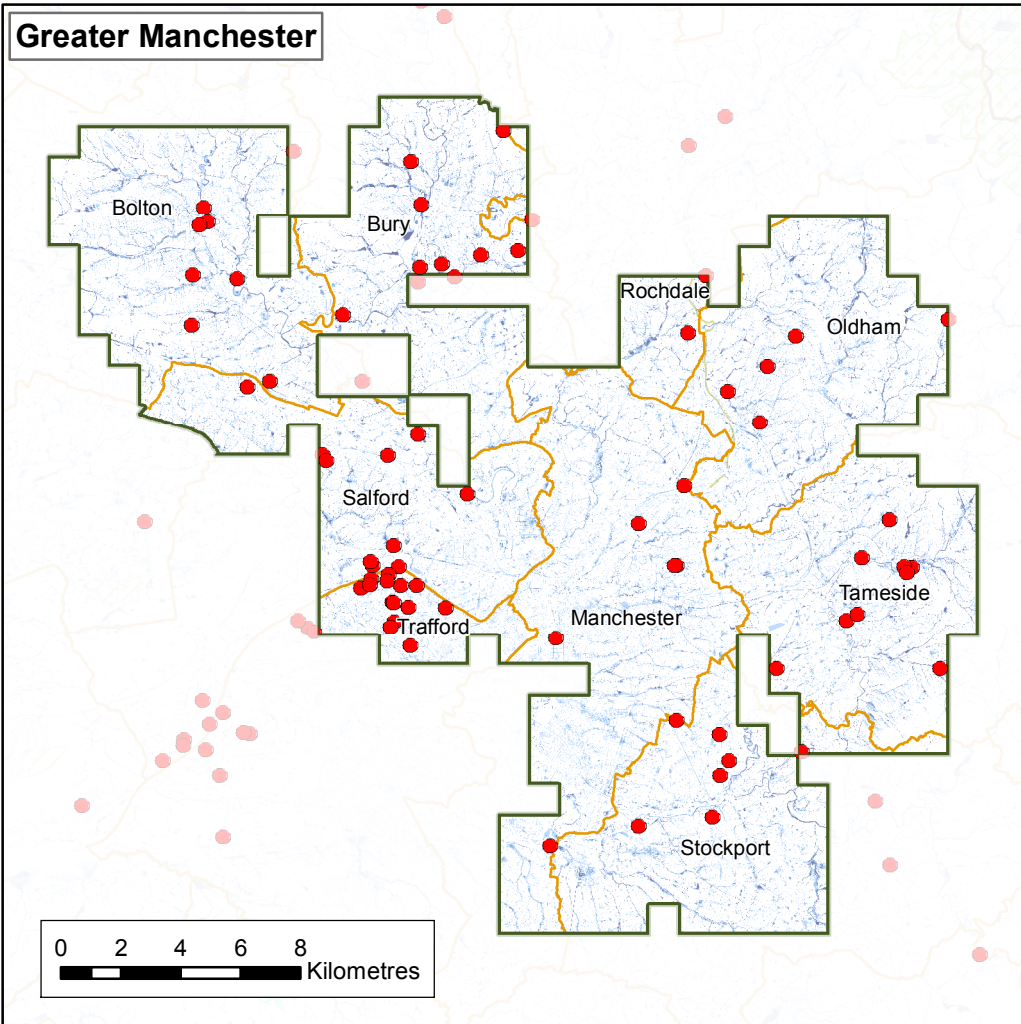 Greater Manchester
Bolton
Bury
Rochdale
Oldham
Salford
Tameside
Manchester
Trafford
Stockport
0 2 4 6 8
Kilometres